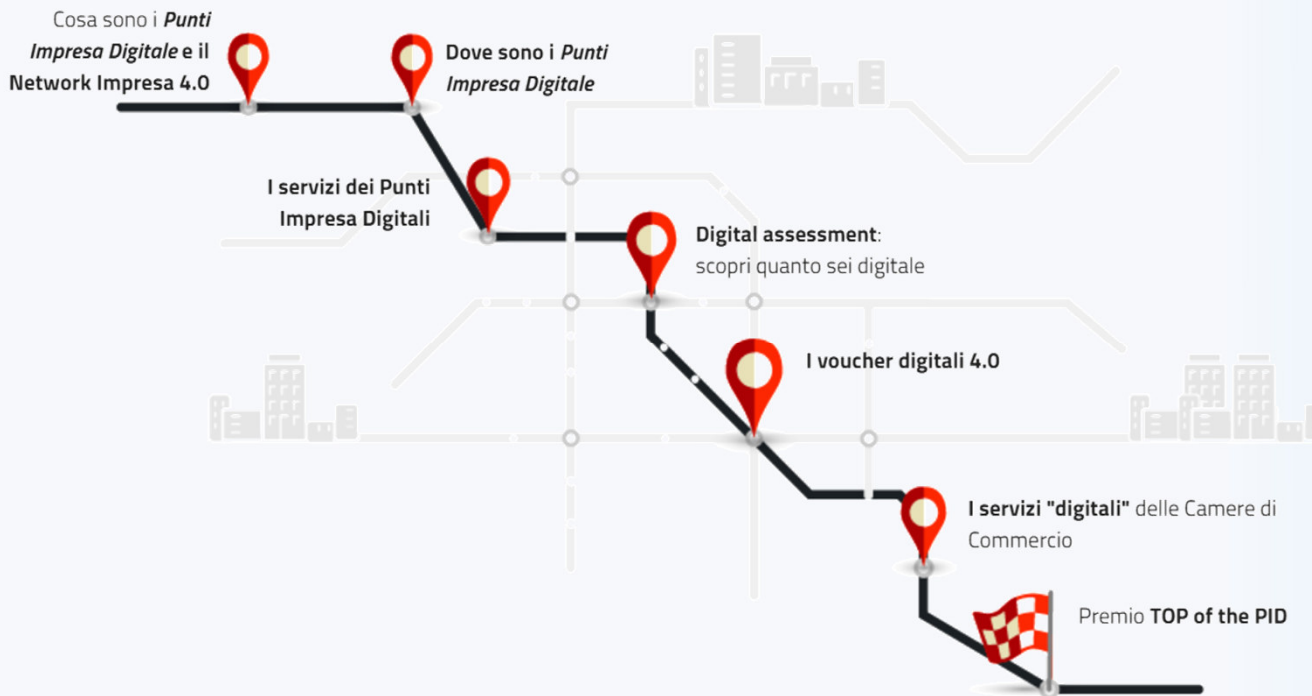 Cosa sono i Punti
Impresa Digitale e il
Network Impresa 4.0
Dove sono i Punti
Impresa Digitale
I servizi dei Punti
Impresa Digitali
Digital assessment:
scopri quanto sei digitale
I voucher digitali 4.0
I servizi "digitali" delle Camere di
Commercio
Premio TOP of the PID